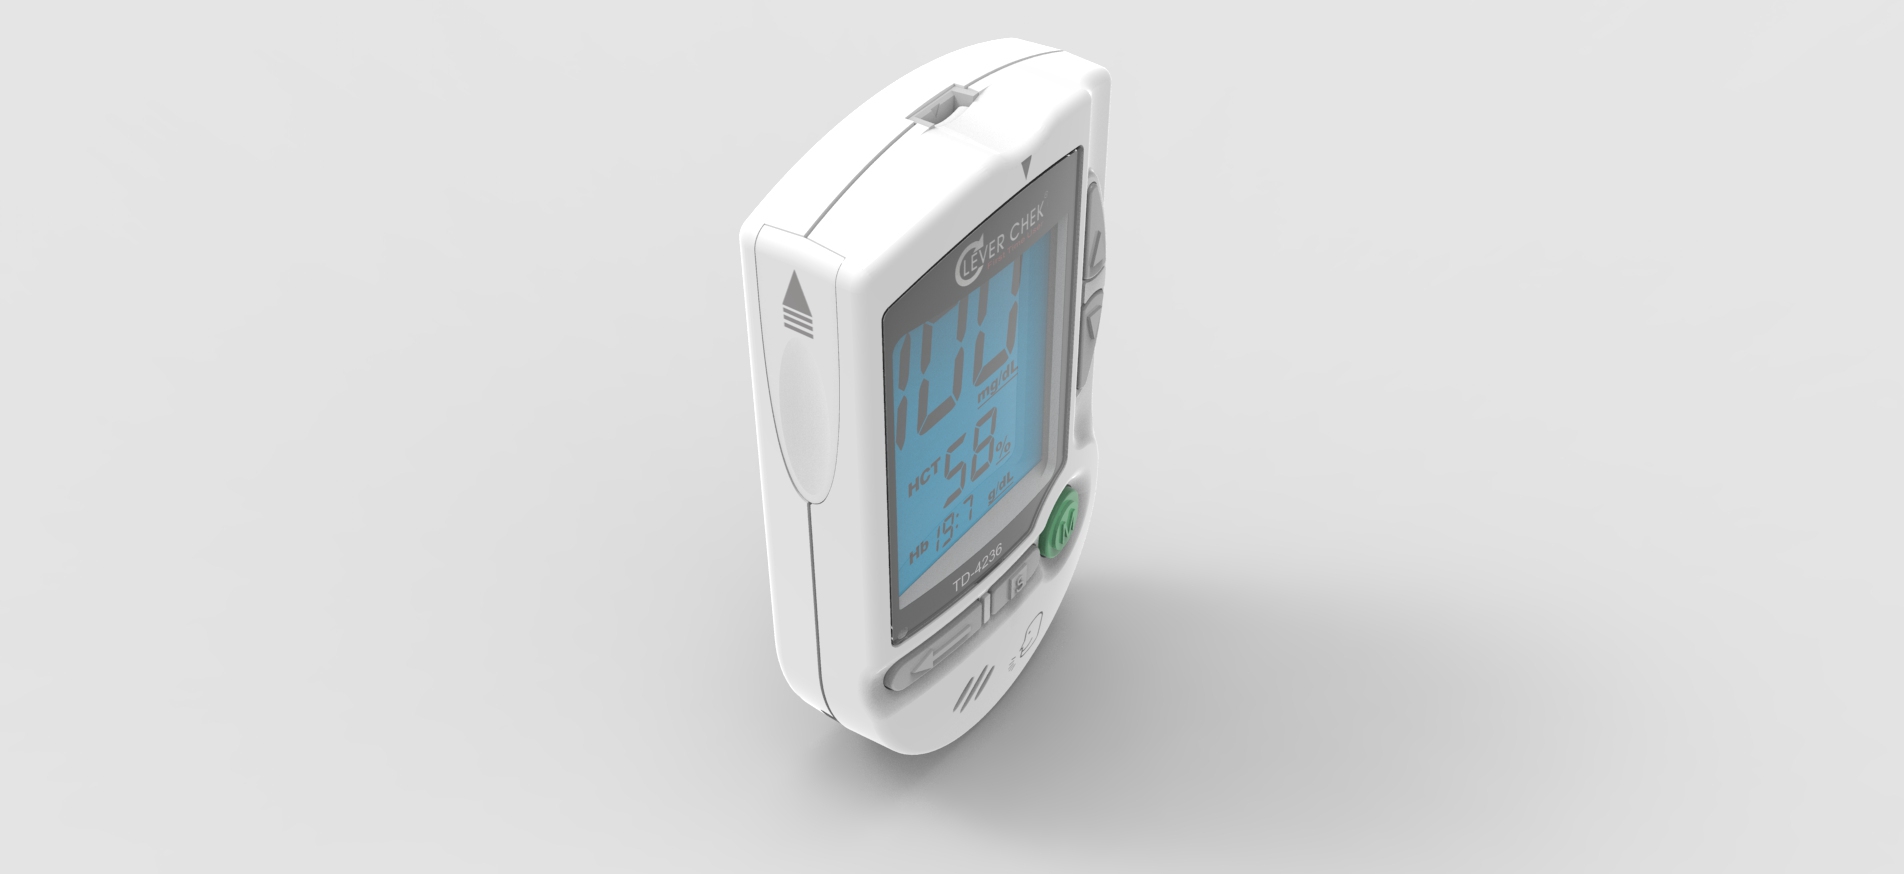 CLEVER CHEK
100
mg/dL
HCT 58%
Hb 19:7 g/dL
TD-4236
S
M